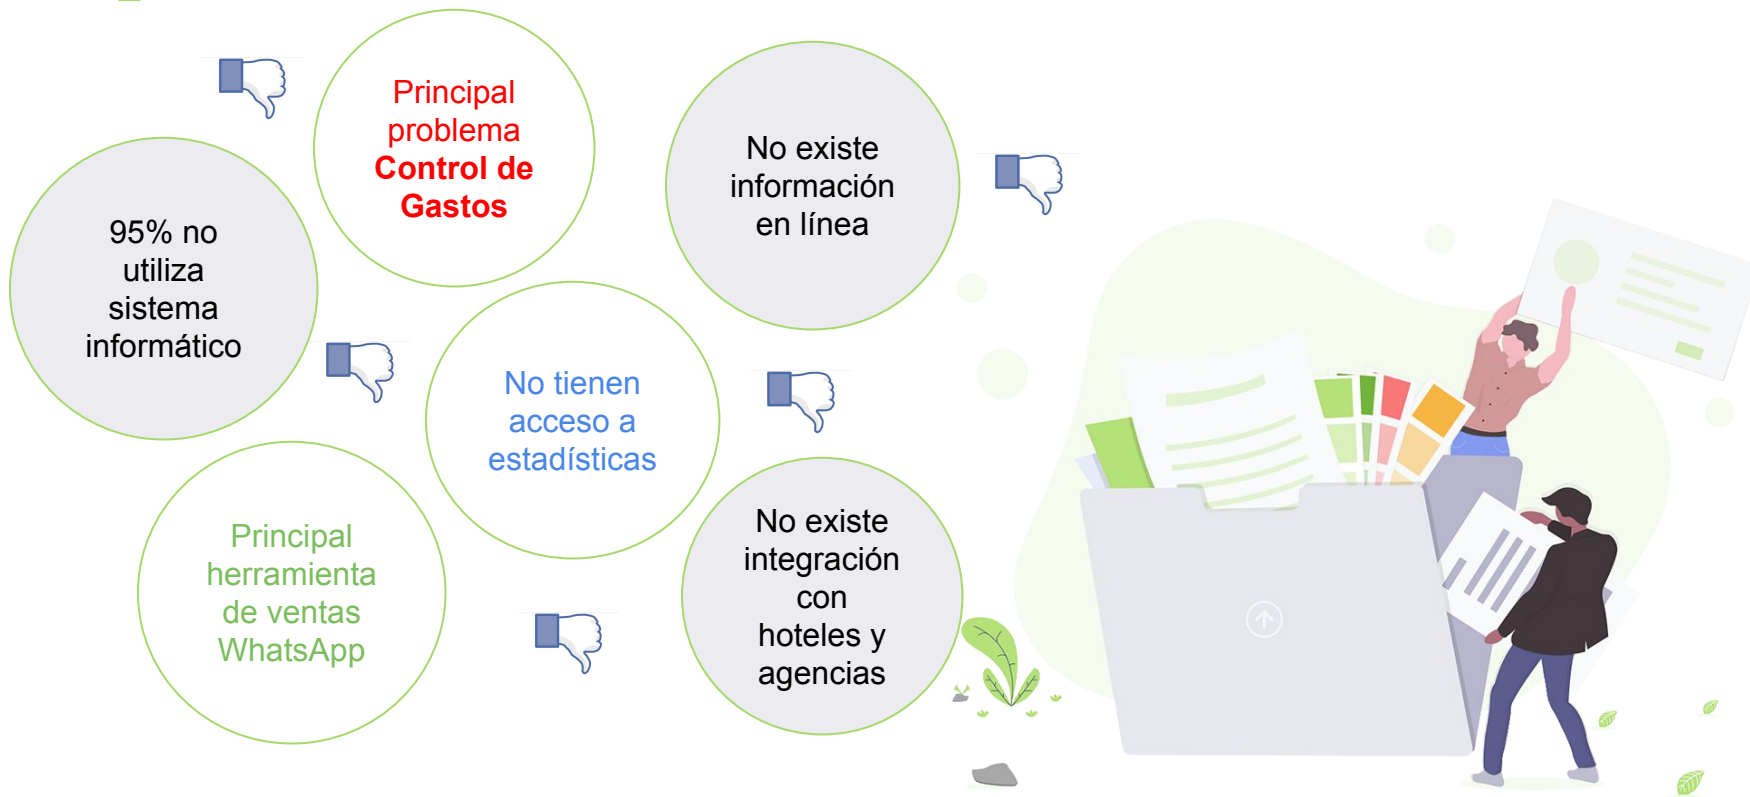 Principal
problema
Control de
Gastos
No existe
información
en línea
95% no
utiliza
sistema
informático
No tienen
acceso a
estadísticas
Principal
herramienta
de ventas
WhatsApp
No existe
integración
con
hoteles y
agencias